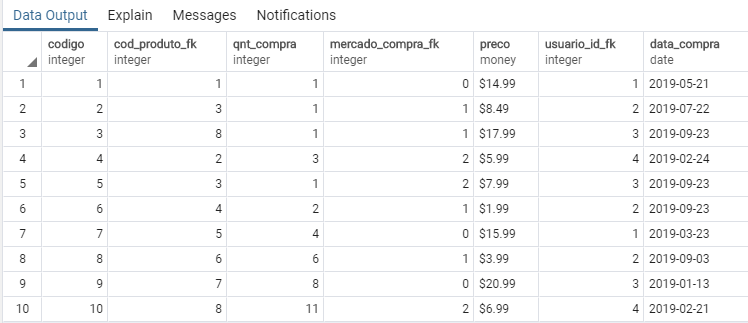 Data Output Explain Messages Notifications
codigo cod_produto_fk qnt_compra mercado_compra_fk preco usuario_id_fk data_compra
integer integer integer integer money integer date
1 1 1 1 0 $14.99 1 2019-05-21
2 2 3 1 1 $8.49 2 2019-07-22
3 3 8 1 1 $17.99 3 2019-09-23
4 4 2 3 2 $5.99 4 2019-02-24
5 5 3 1 2 $7.99 3 2019-09-23
6 6 4 2 1 $1.99 2 2019-09-23
7 7 5 4 0 $15.99 1 2019-03-23
8 8 6 6 1 $3.99 2 2019-09-03
9 9 7 8 0 $20.99 3 2019-01-13
10 10 8 11 2 $6.99 4 2019-02-21